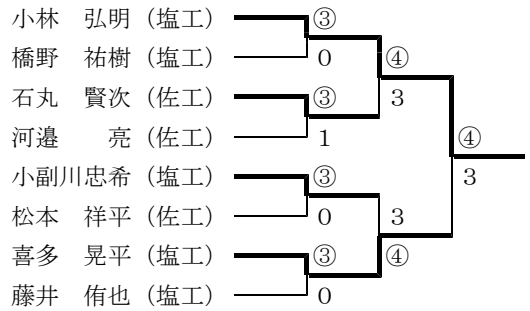 小林　弘明（塩工） ③
④
橋野　祐樹（塩工） 0
石丸　賢次（佐工） ③
3
河邉　　亮（佐工） 1
④
小副川忠希（塩工） ③
3
松本　祥平（佐工） 0
3
喜多　晃平（塩工） ③
④
藤井　侑也（塩工） 0